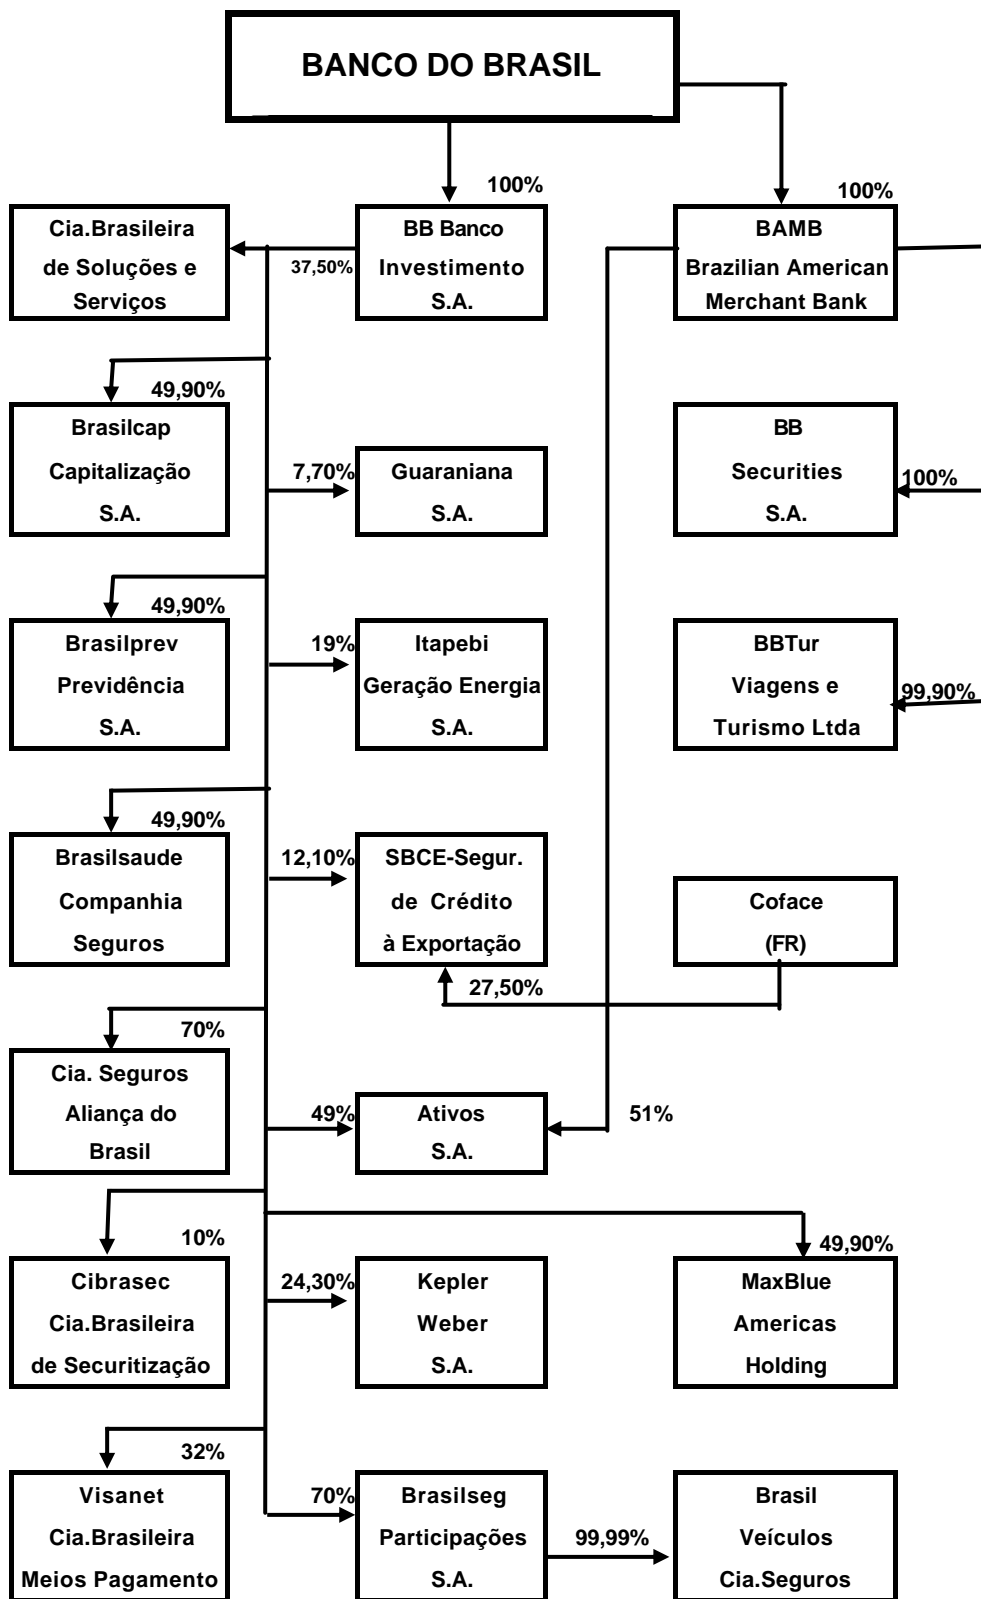 BANCO DO BRASIL
100%
100%
Cia.Brasileira
de Soluções e
Serviços
37,50%
BB Banco
Investimento
S.A.
BAMB
Brazilian American
Merchant Bank
49,90%
Brasilcap
Capitalização
S.A.
7,70%
Guaraniana
S.A.
BB
Securities
S.A.
100%
49,90%
Brasilprev
Previdência
S.A.
19%
Itapebi
Geração Energia
S.A.
BBTur
Viagens e
Turismo Ltda
99,90%
49,90%
Brasilsaude
Companhia
Seguros
12,10%
SBCE-Segur.
de Crédito
à Exportação
Coface
(FR)
27,50%
70%
Cia. Seguros
Aliança do
Brasil
49%
Ativos
S.A.
51%
10%
Cibrasec
Cia.Brasileira
de Securitização
24,30%
Kepler
Weber
S.A.
49,90%
MaxBlue
Americas
Holding
32%
Visanet
Cia.Brasileira
Meios Pagamento
70%
Brasilseg
Participações
S.A.
99,99%
Brasil
Veículos
Cia.Seguros